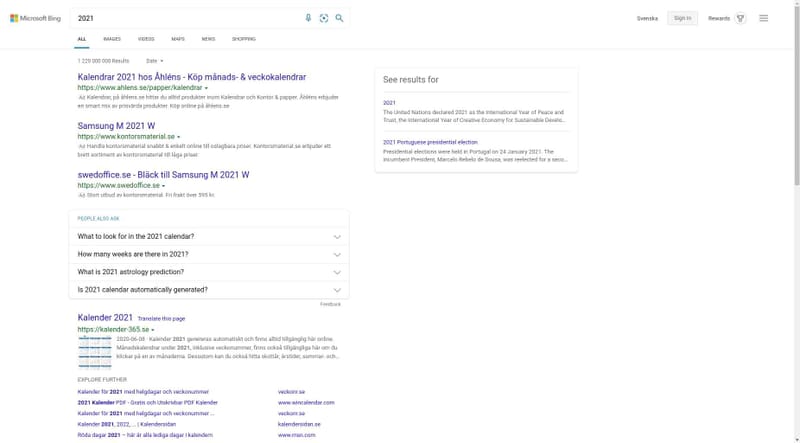 Microsoft Bing
2021
Svenska
Sign in
Rewards
ALL
IMAGES
VIDEOS
MAPS
NEWS
SHOPPING
1 220 000 000 Results
Date
Kalendrar 2021 hos Åhléns - Köp månads- & veckokalendrar
https://www.ahlens.se/papper/kalendrar
Ad Kalendrar, på åhlens.se hittar du alltid produkter inom Kalendrar och Kontor & papper. Åhléns erbjuder
en smart mix av prisvärda produkter. Köp online på åhlens.se
Samsung M 2021 W
https://www.kontorsmaterial.se
Ad Handla kontorsmaterial snabbt & enkelt online till oslagbara priser. Kontorsmaterial.se erbjuder ett
brett sortiment av kontorsmaterial till låga priser
swedoffice.se - Bläck till Samsung M 2021 W
https://www.swedoffice.se
Ad Stort utbud av kontorsmaterial. Fri frakt över 595 kr.
PEOPLE ALSO ASK
What to look for in the 2021 calendar?
How many weeks are there in 2021?
What is 2021 astrology prediction?
Is 2021 calendar automatically generated?
Feedback
Kalender 2021 Translate this page
https://kalender-365.se
2020-06-08 · Kalender 2021 genereras automatiskt och finns alltid tillgänglig här online.
Månadskalendrar under 2021, inklusive veckonummer, finns också tillgängliga här om du
klickar på en av månaderna. Dessutom kan du också hitta skottår, årstider, sommar- och...
EXPLORE FURTHER
Kalender för 2021 med helgdagar och veckonummer
veckonr.se
2021 Kalender PDF - Gratis och Utskrivbar PDF Kalender
www.wincalendar.com
Kalender för 2021 med helgdagar och veckonummer ...
veckonr.se
Kalender 2021, 2022, ... | Kalendersidan
kalendersidan.se
Röda dagar 2021 – här är alla lediga dagar i kalendern
www.msn.com
See results for
2021
The United Nations declared 2021 as the International Year of Peace and
Trust, the International Year of Creative Economy for Sustainable Develo...
2021 Portuguese presidential election
Presidential elections were held in Portugal on 24 January 2021. The
incumbent President, Marcelo Rebelo de Sousa, was reelected for a seco...